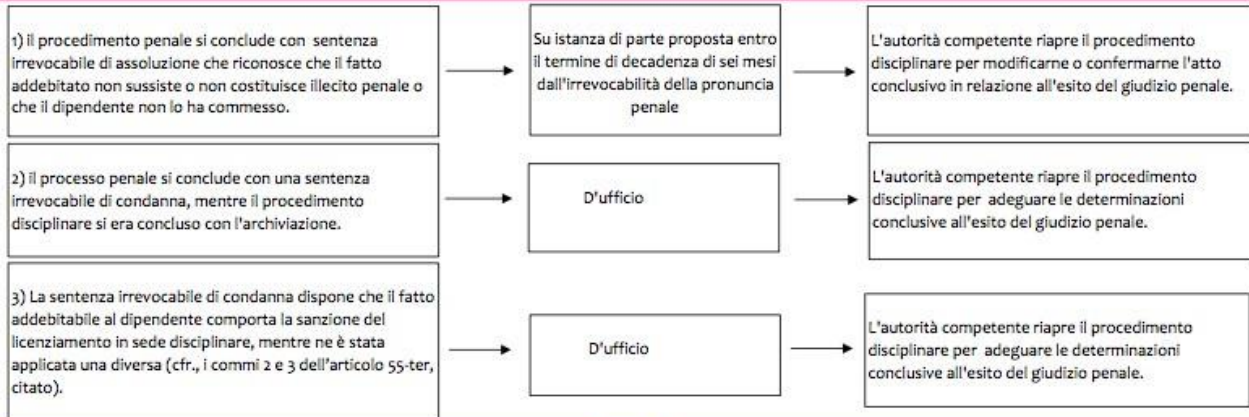 1) il procedimento penale si conclude con sentenza
irrevocabile di assoluzione che riconosce che il fatto
addebitato non sussiste o non costituisce illecito penale o
che il dipendente non lo ha commesso.
Su istanza di parte proposta entro
il termine di decadenza di sei mesi
dall'irrevocabilità della pronuncia
penale
L'autorità competente riapre il procedimento
disciplinare per modificarne o confermarne l'atto
conclusivo in relazione all'esito del giudizio penale.
2) il processo penale si conclude con una sentenza
irrevocabile di condanna, mentre il procedimento
disciplinare si era concluso con l'archiviazione.
D'ufficio
L'autorità competente riapre il procedimento
disciplinare per adeguare le determinazioni
conclusive all'esito del giudizio penale.
3) La sentenza irrevocabile di condanna dispone che il fatto
addebitabile al dipendente comporta la sanzione del
licenziamento in sede disciplinare, mentre ne è stata
applicata una diversa (cfr., i commi 2 e 3 dell'articolo 55-ter,
citato).
D'ufficio
L'autorità competente riapre il procedimento
disciplinare per adeguare le determinazioni
conclusive all'esito del giudizio penale.